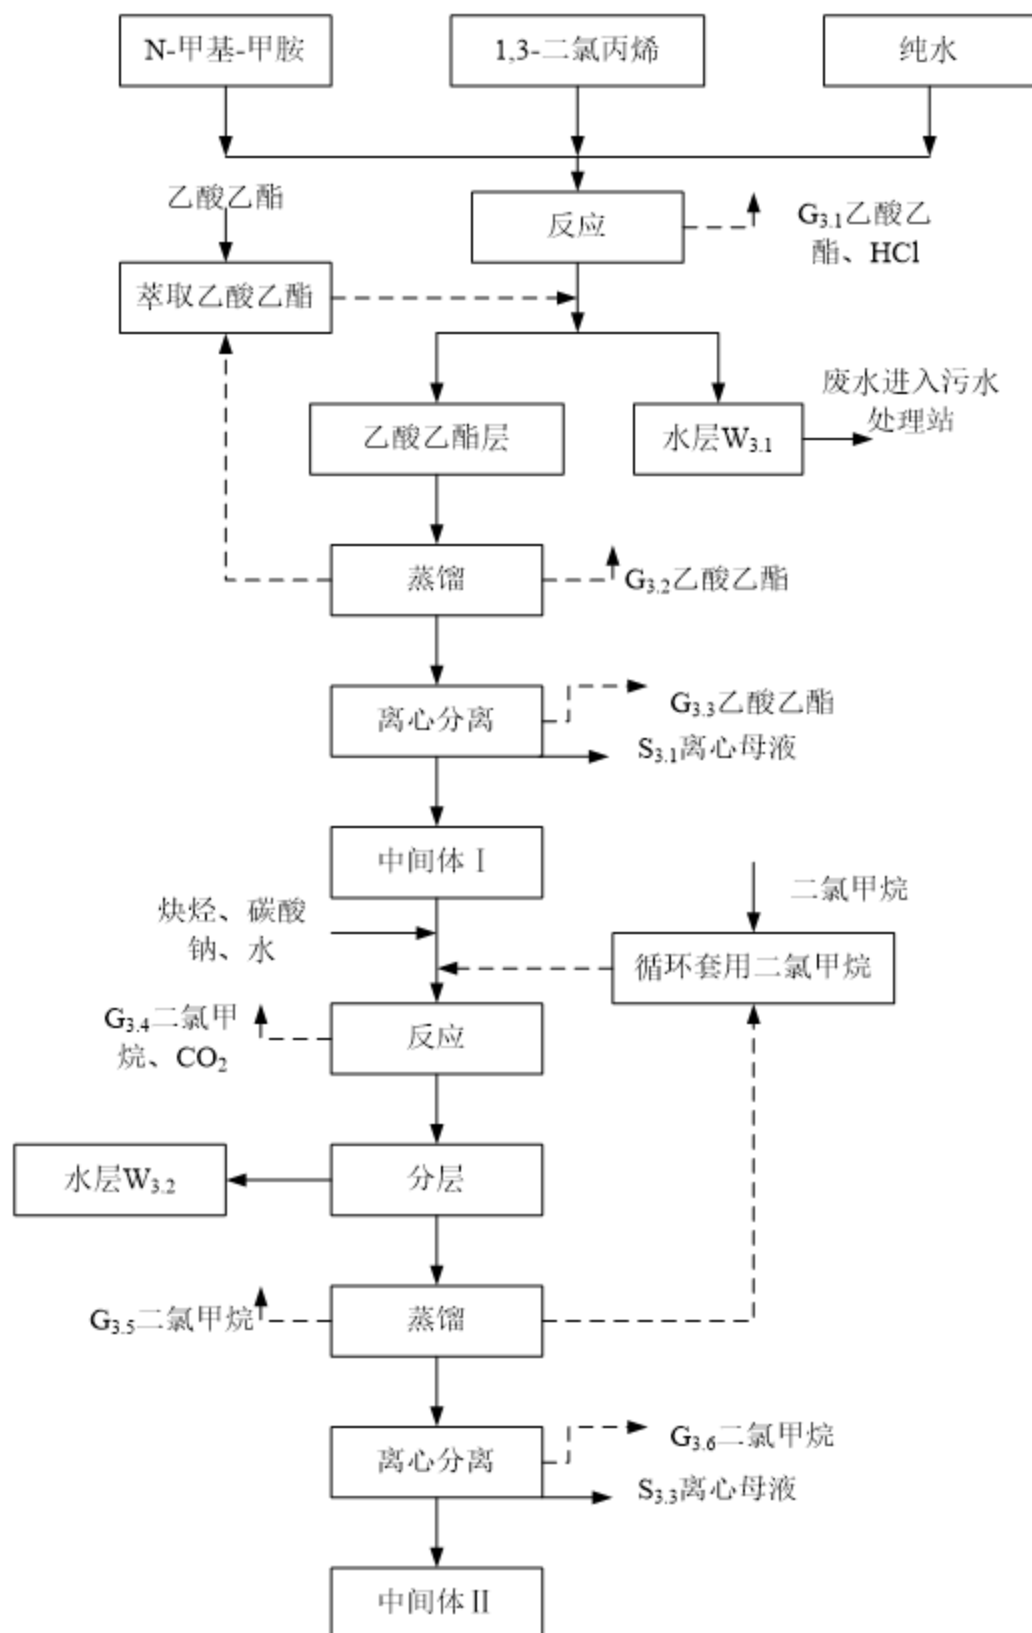 N-甲基-甲胺
1,3-二氯丙烯
纯水
乙酸乙酯
反应
G3.1乙酸乙
酯、HCl
萃取乙酸乙酯
废水进入污水
处理站
乙酸乙酯层
水层W3.1
蒸馏
G3.2乙酸乙酯
离心分离
G3.3乙酸乙酯
S3.1离心母液
中间体Ⅰ
二氯甲烷
炔烃、碳酸
钠、水
循环套用二氯甲烷
G3.4二氯甲
烷、CO2
反应
水层W3.2
分层
G3.5二氯甲烷
蒸馏
离心分离
G3.6二氯甲烷
S3.3离心母液
中间体Ⅱ